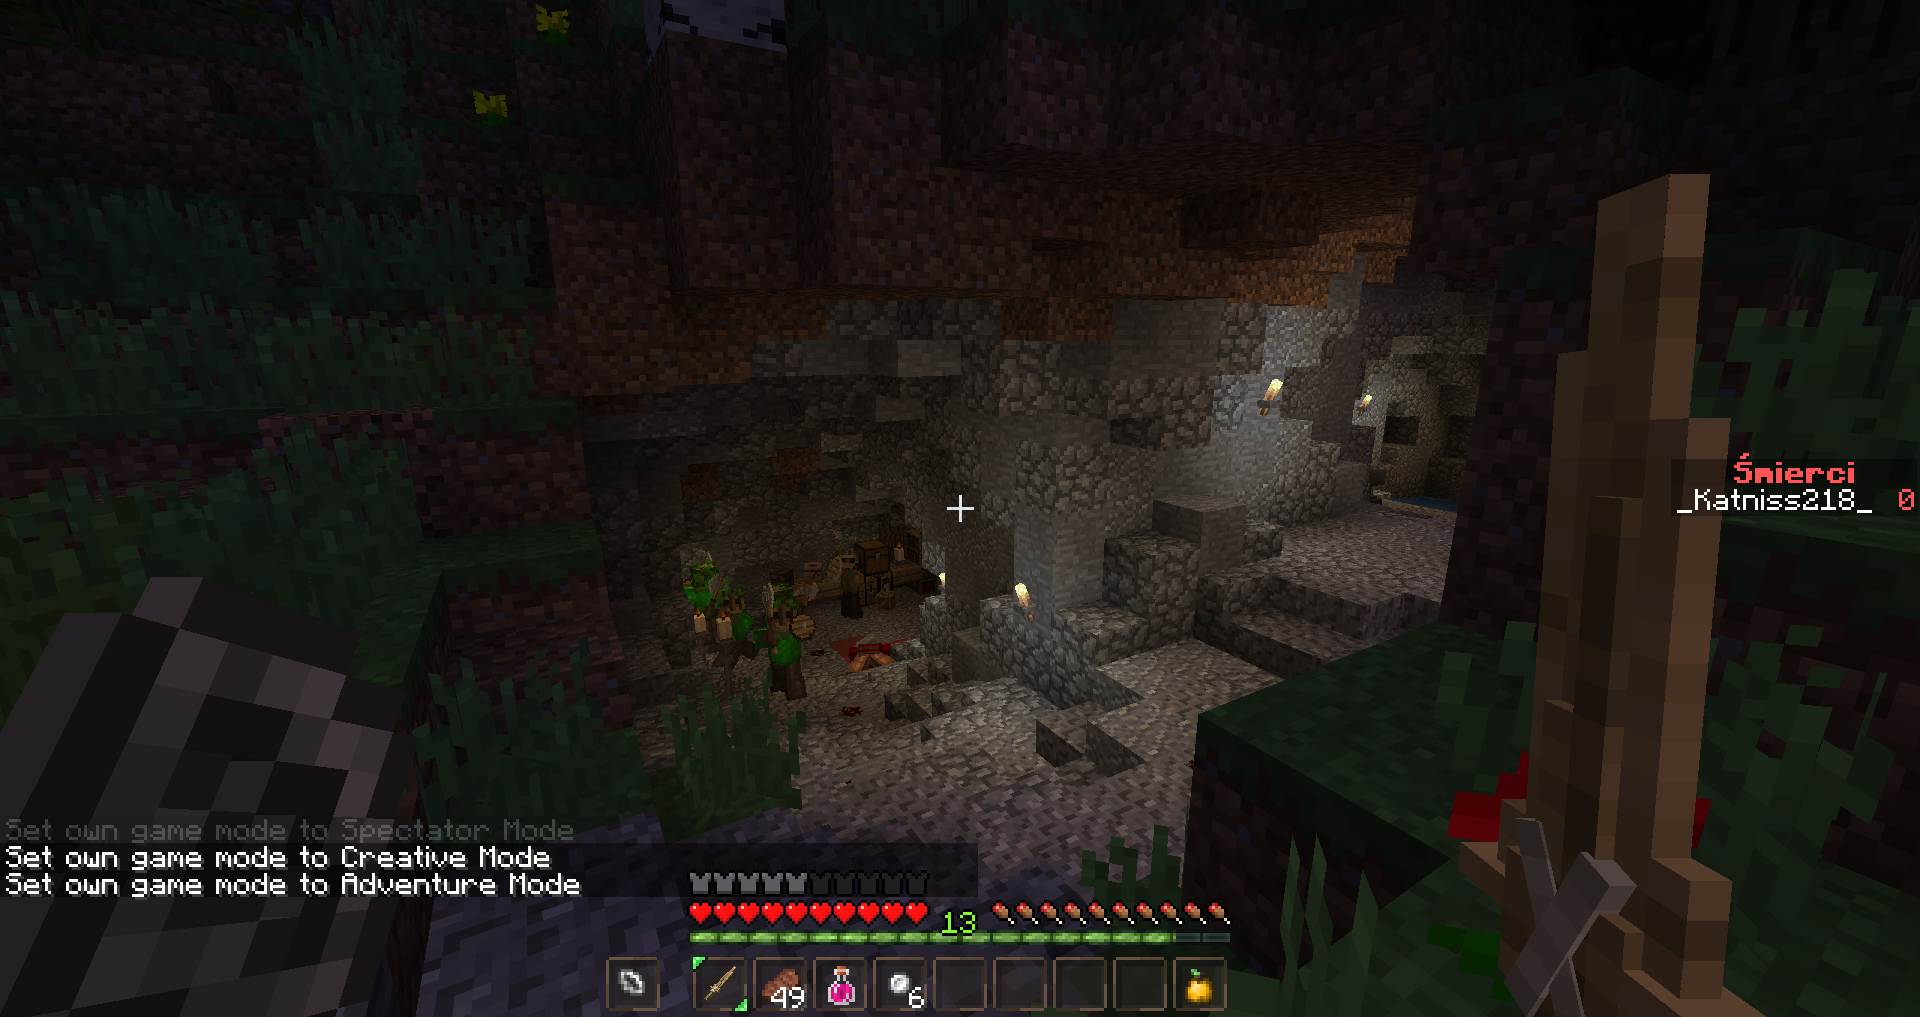 Śmierci
_Katniss218_ 0
Set own game mode to Spectator Mode
Set own game mode to Creative Mode
Set own game mode to Adventure Mode
13
49
6